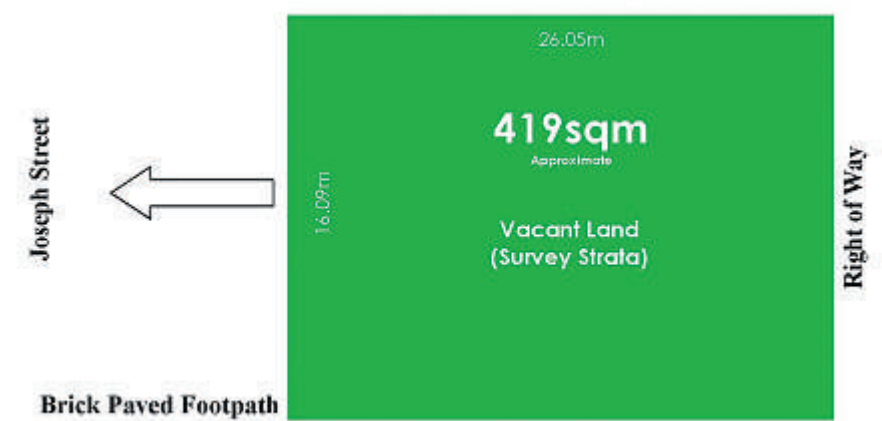 26.05m
419sqm
Approximate
Joseph Street
16.09m
Right of Way
Vacant Land
(Survey Strata)
Brick Paved Footpath